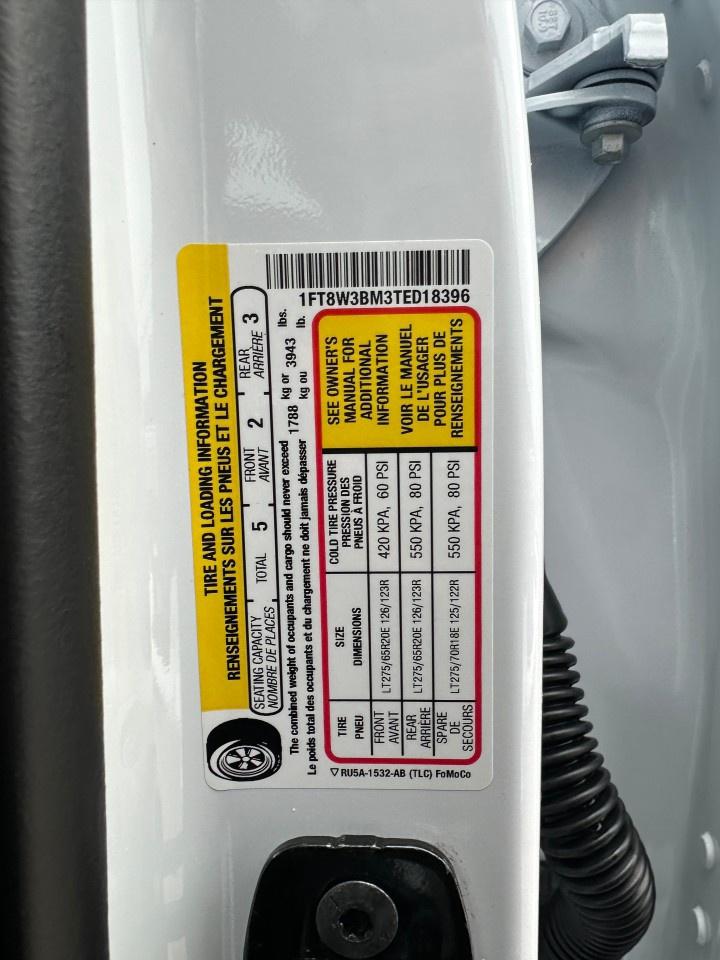 TIRE AND LOADING INFORMATION
RENSEIGNEMENTS SUR LES PNEUS ET LE CHARGEMENT
SEATING CAPACITY TOTAL 5 FRONT 2 REAR 3
NOMBRE DE PLACES AVANT ARRIÈRE
The combined weight of occupants and cargo should never exceed 1788 kg or 3943 lbs.
Le poids total des occupants et du chargement ne doit jamais dépasser kg ou lb.
TIRE SIZE COLD TIRE PRESSURE
PNEU DIMENSIONS PRESSION DES
PNEUS À FROID
FRONT
AVANT LT275/65R20E 126/123R 420 KPA, 60 PSI
REAR
ARRIÈRE LT275/65R20E 126/123R 550 KPA, 80 PSI
SPARE
DE
SECOURS LT275/70R18E 125/122R 550 KPA, 80 PSI
SEE OWNER'S
MANUAL FOR
ADDITIONAL
INFORMATION
VOIR LE MANUEL
DE L'USAGER
POUR PLUS DE
RENSEIGNEMENTS
▽ RU5A-1532-AB (TLC) FoMoCo
1FT8W3BM3TED18396